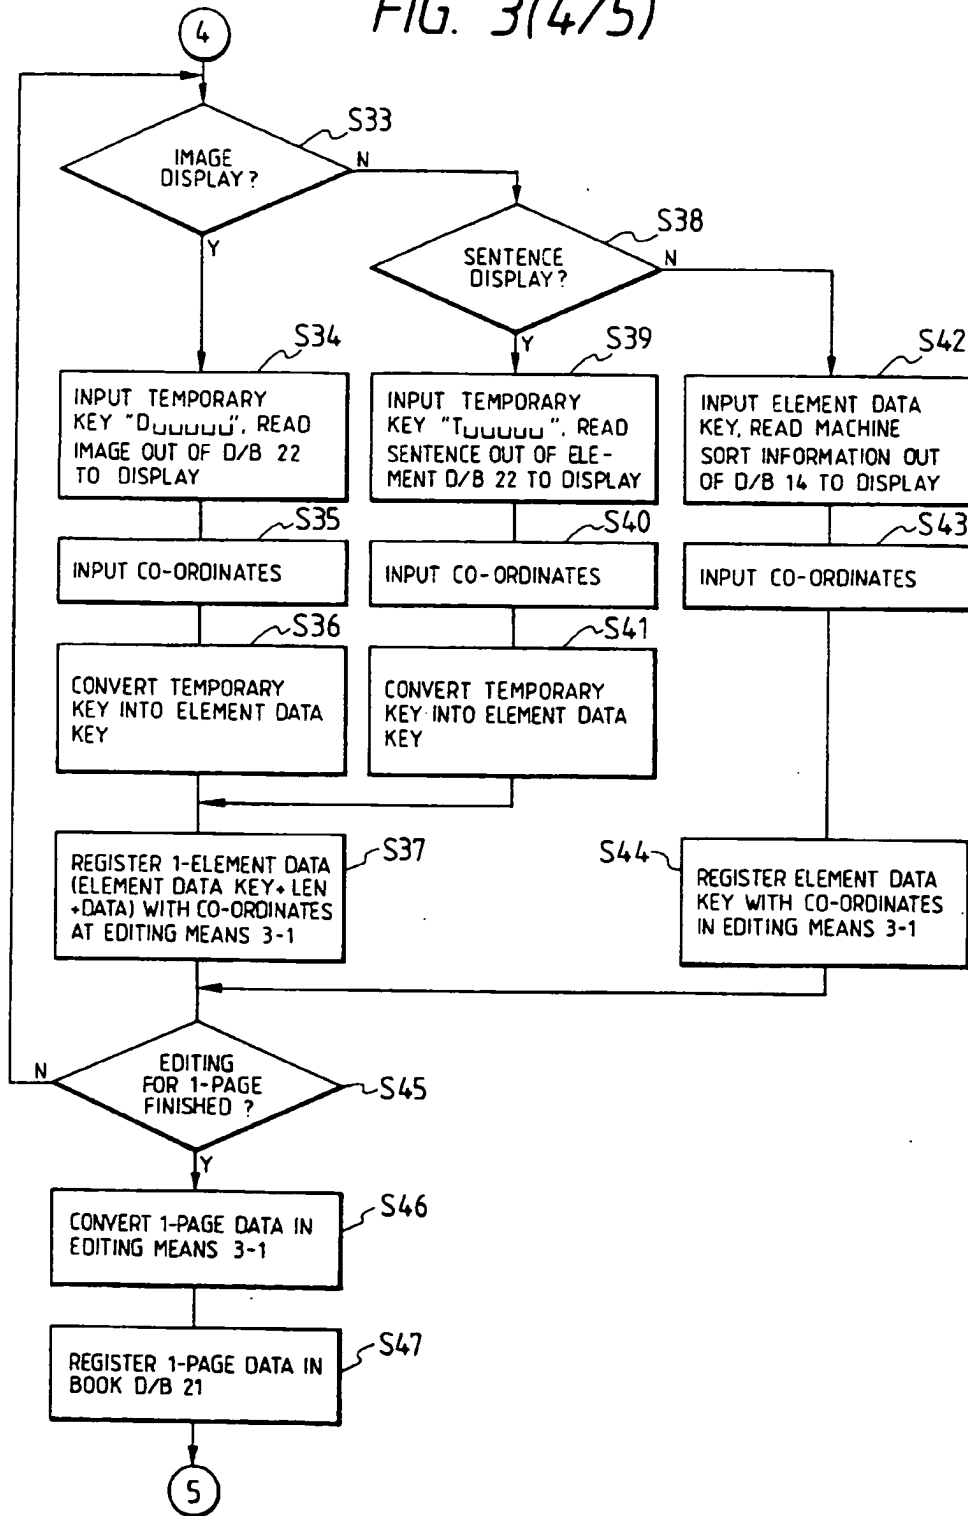 FIG. 3(4/5)
4
S33
IMAGE
DISPLAY?
N
Y
S38
SENTENCE
DISPLAY?
N
Y
S34
INPUT TEMPORARY
KEY "D␣␣␣␣␣", READ
IMAGE OUT OF D/B 22
TO DISPLAY
S39
INPUT TEMPORARY
KEY "T␣␣␣␣␣", READ
SENTENCE OUT OF ELE-
MENT D/B 22 TO DISPLAY
S42
INPUT ELEMENT DATA
KEY, READ MACHINE
SORT INFORMATION OUT
OF D/B 14 TO DISPLAY
S35
INPUT CO-ORDINATES
S40
INPUT CO-ORDINATES
S43
INPUT CO-ORDINATES
S36
CONVERT TEMPORARY
KEY INTO ELEMENT DATA
KEY
S41
CONVERT TEMPORARY
KEY INTO ELEMENT DATA
KEY
S37
REGISTER 1-ELEMENT DATA
(ELEMENT DATA KEY+LEN
+DATA) WITH CO-ORDINATES
AT EDITING MEANS 3-1
S44
REGISTER ELEMENT DATA
KEY WITH CO-ORDINATES
IN EDITING MEANS 3-1
N
EDITING
FOR 1-PAGE
FINISHED ?
S45
Y
S46
CONVERT 1-PAGE DATA IN
EDITING MEANS 3-1
S47
REGISTER 1-PAGE DATA IN
BOOK D/B 21
5